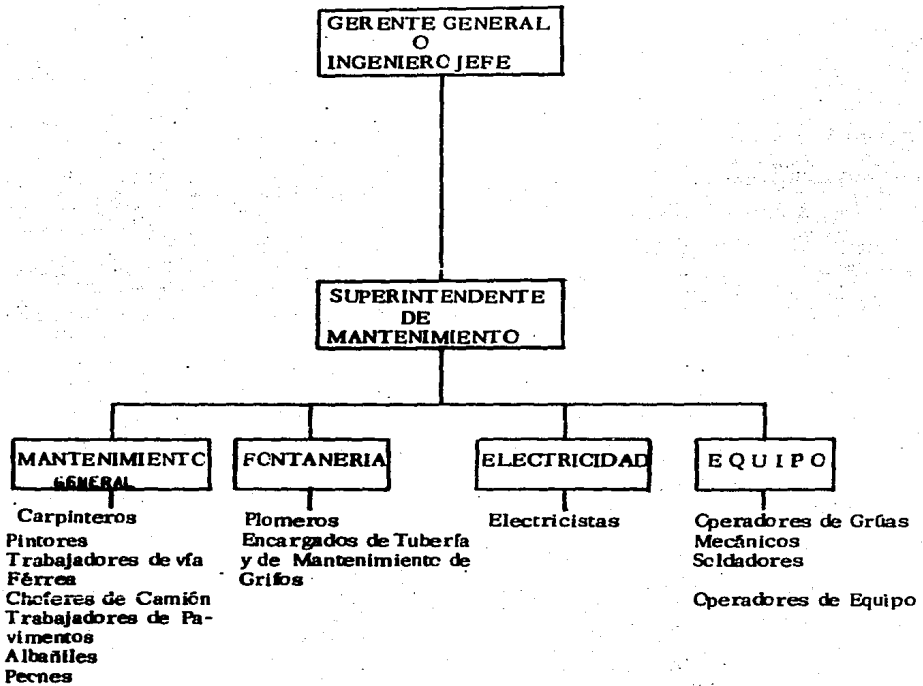 GERENTE GENERAL
O
INGENIERO JEFE
SUPERINTENDENTE
DE
MANTENIMIENTO
MANTENIMIENTO
GENERAL
Carpinteros
Pintores
Trabajadores de vía
Férrea
Choferes de Camión
Trabajadores de Pa-
vimentos
Albañiles
Peones
FONTANERIA
Plomeros
Encargados de Tubería
y de Mantenimiento de
Grifos
ELECTRICIDAD
Electricistas
EQUIPO
Operadores de Grúas
Mecánicos
Soldadores
Operadores de Equipo